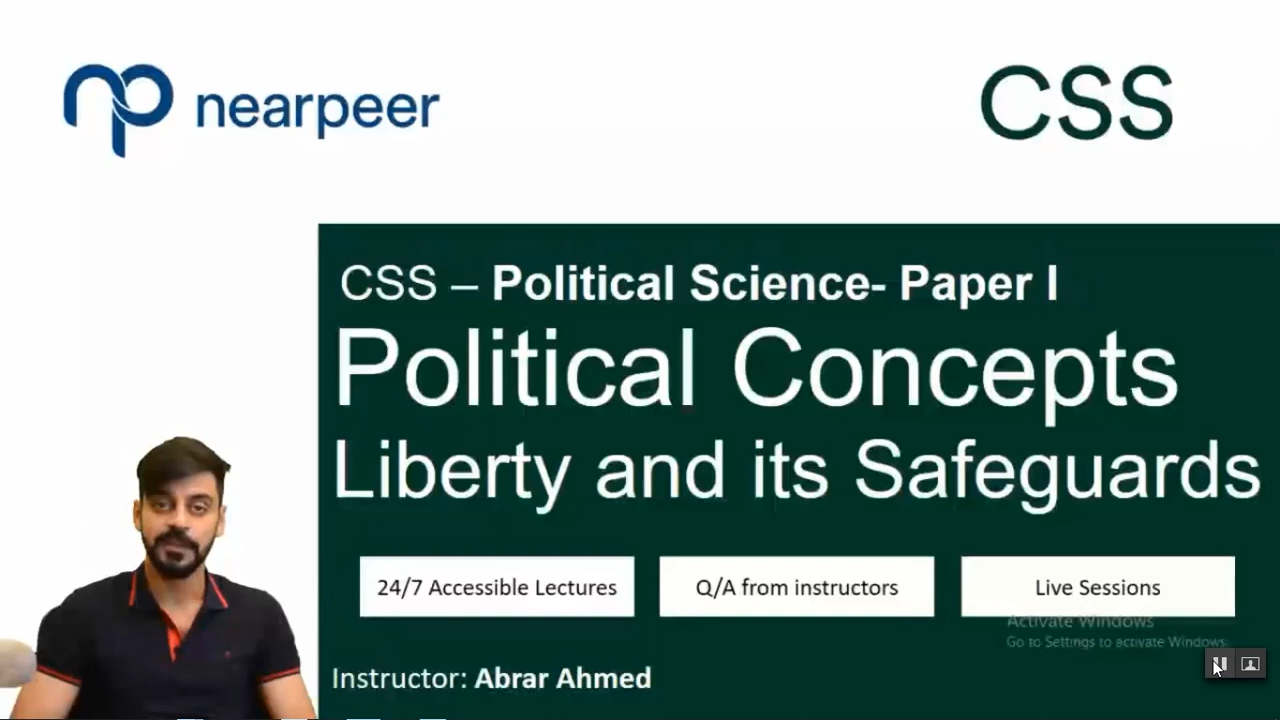 nearpeer
CSS
CSS – Political Science- Paper I
Political Concepts
Liberty and its Safeguards
24/7 Accessible Lectures
Q/A from instructors
Live Sessions
Activate Windows
Go to Settings to activate Windows.
Instructor: Abrar Ahmed